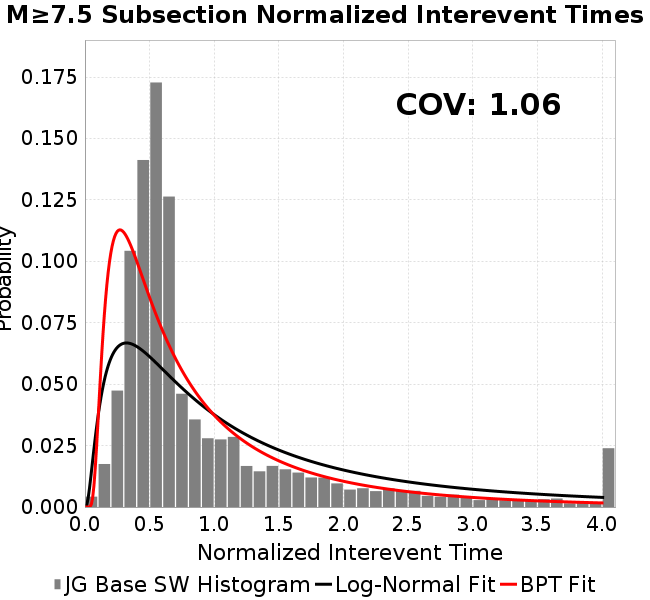 M≥7.5 Subsection Normalized Interevent Times
COV: 1.06
Probability
0.175
0.150
0.125
0.100
0.075
0.050
0.025
0.000
0.0 0.5 1.0 1.5 2.0 2.5 3.0 3.5 4.0
Normalized Interevent Time
JG Base SW Histogram Log-Normal Fit BPT Fit